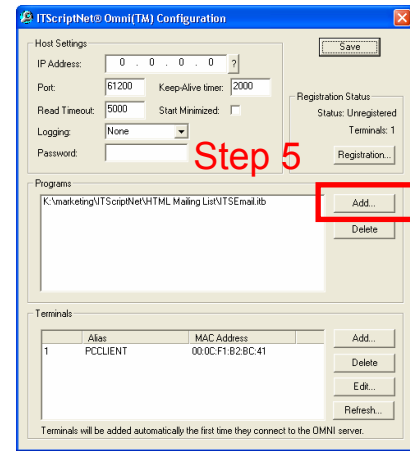 ITScriptNet® Omni(TM) Configuration
Host Settings
IP Address: 0 . 0 . 0 . 0 ?
Save
Port: 61200 Keep-Alive timer: 2000
Read Timeout: 5000 Start Minimized:
Logging: None
Password:
Registration Status
Status: Unregistered
Terminals: 1
Registration...
Step 5
Programs
K:\marketing\ITScriptNet\HTML Mailing List\ITSEmail.itb
Add...
Delete
Terminals
Alias MAC Address
1 PCCLIENT 00:0C:F1:B2:BC:41
Add...
Delete
Edit...
Refresh...
Terminals will be added automatically the first time they connect to the OMNI server.